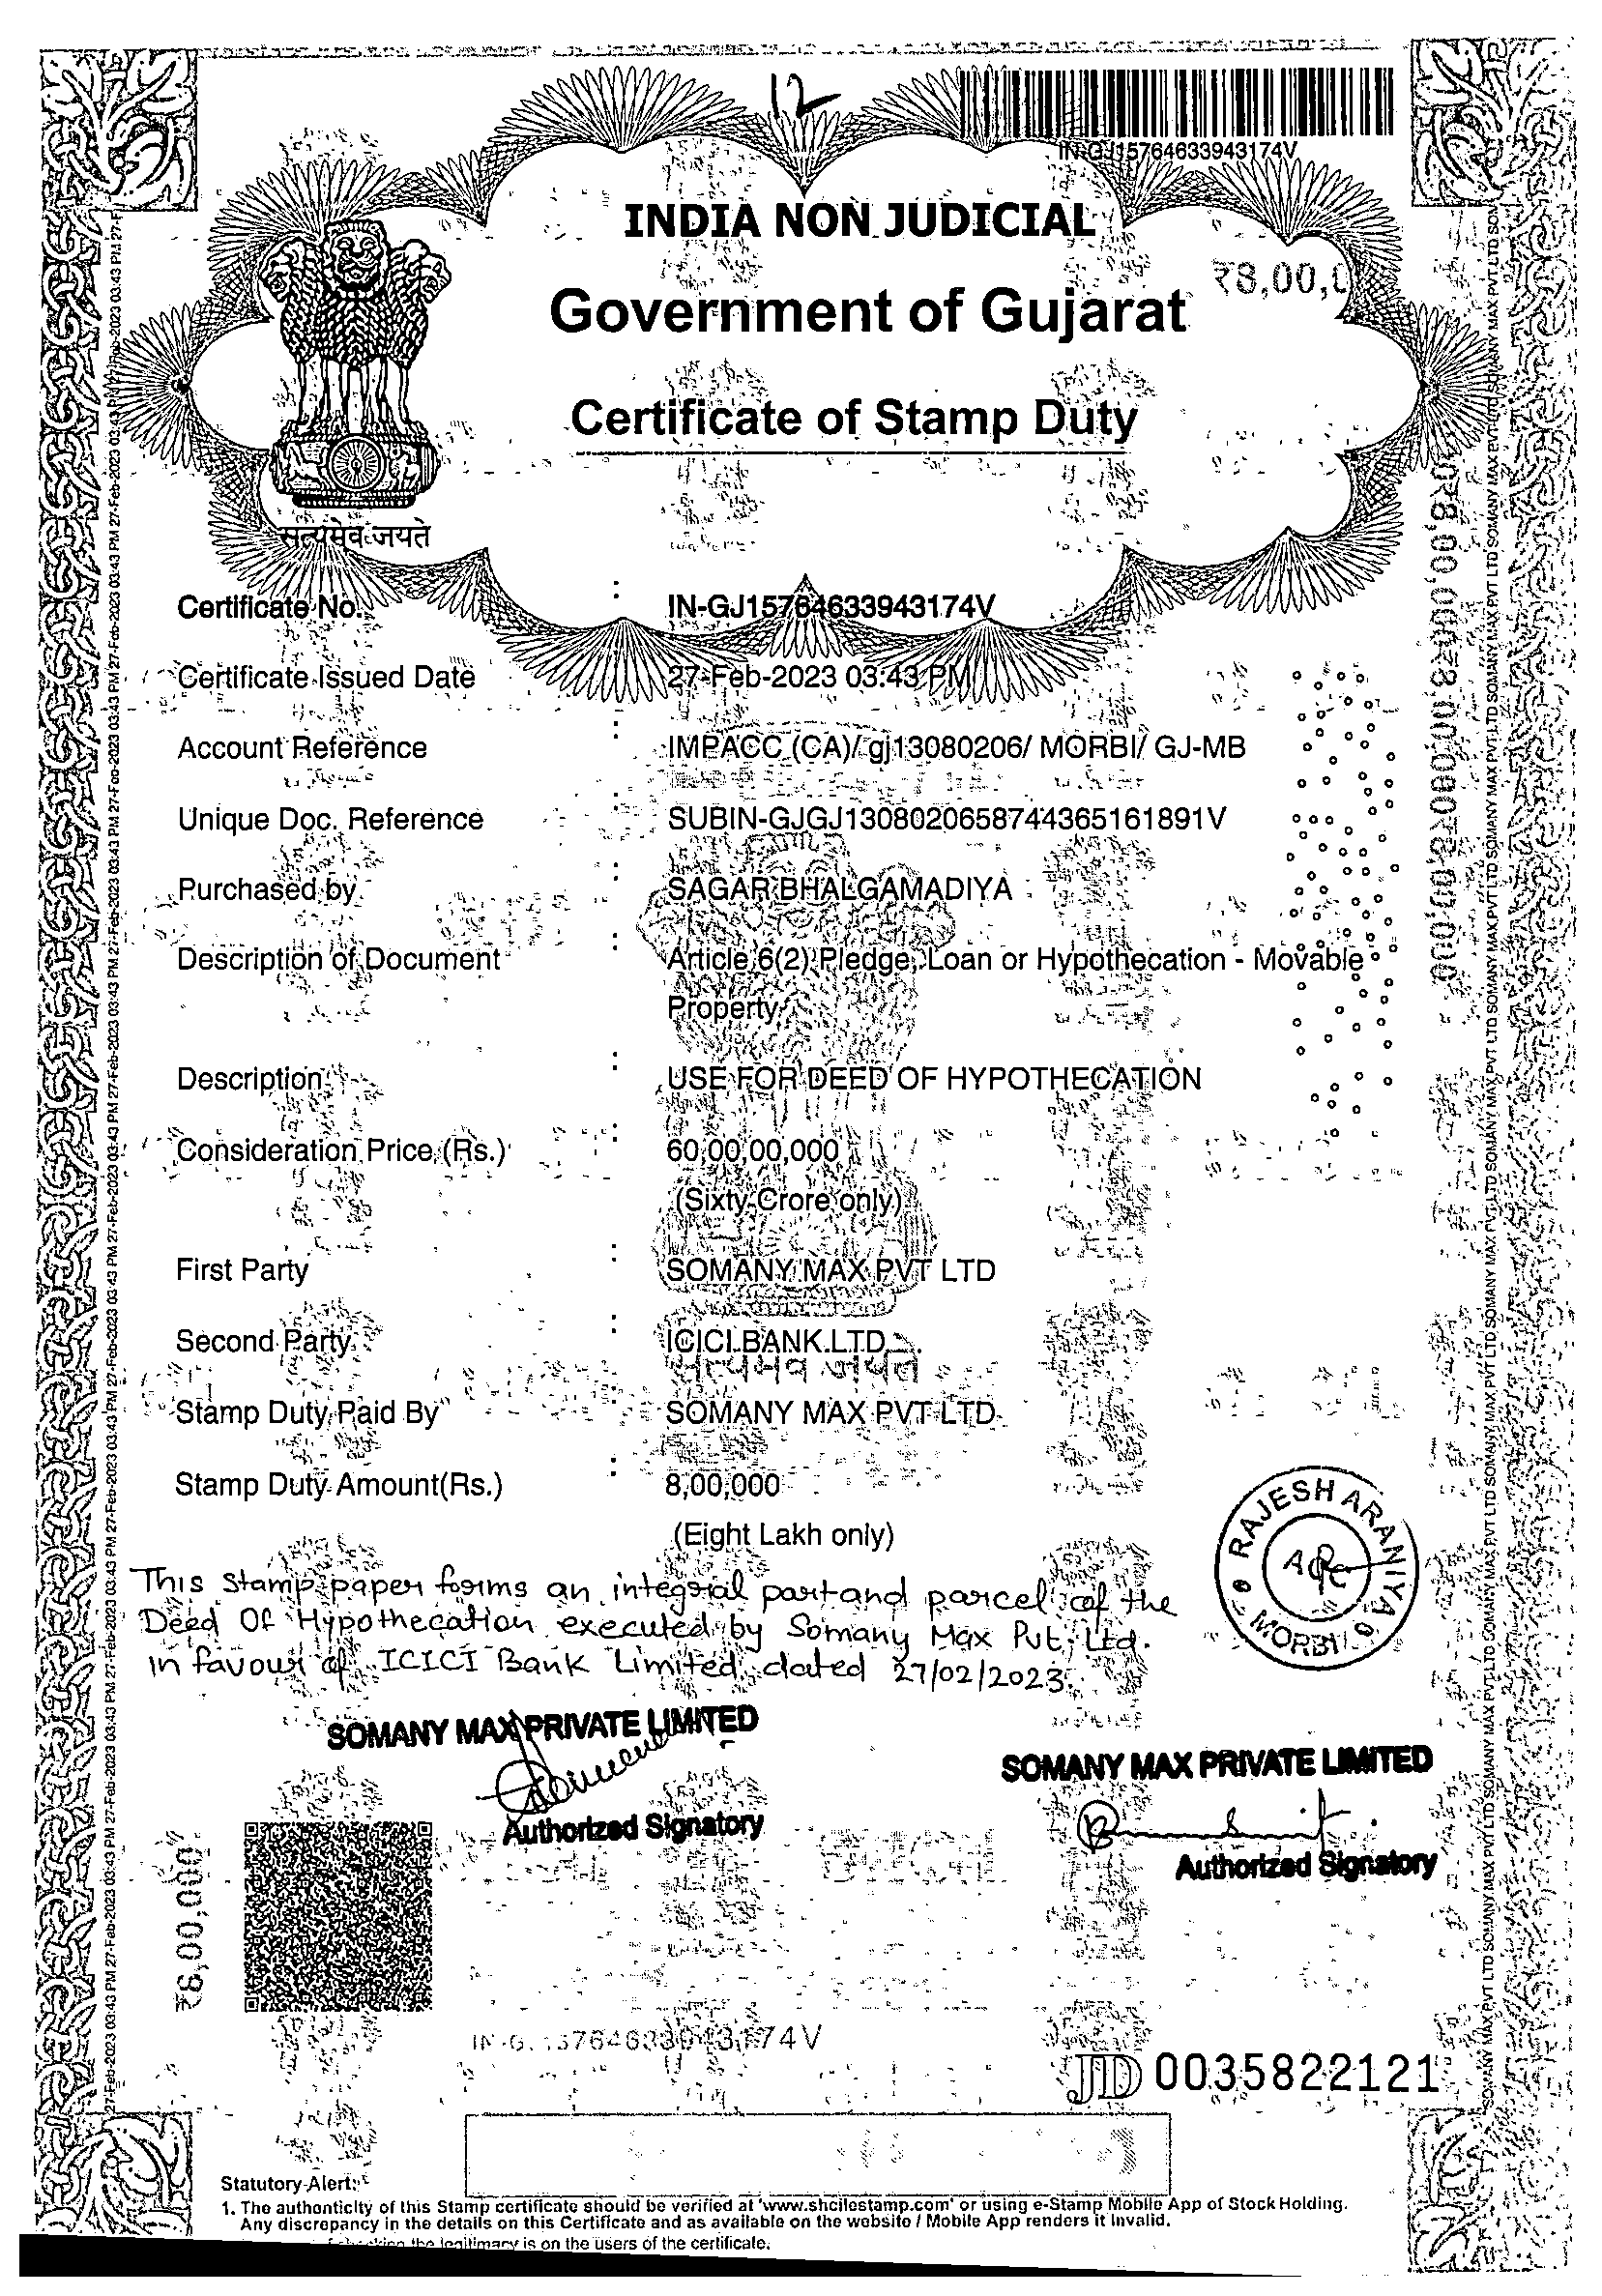 12
IN-GJ15764633943174V
INDIA NON JUDICIAL
Government of Gujarat
₹8,00,0
Certificate of Stamp Duty
सत्यमेव जयते
Certificate No. : IN-GJ15764633943174V
Certificate Issued Date : 27-Feb-2023 03:43 PM
Account Reference : IMPACC (CA)/ gj13080206/ MORBI/ GJ-MB
Unique Doc. Reference : SUBIN-GJGJ1308020658744365161891V
Purchased by : SAGAR BHALGAMADIYA
Description of Document : Article 6(2) Pledge, Loan or Hypothecation - Movable
Property
Description : USE FOR DEED OF HYPOTHECATION
Consideration Price (Rs.) : 60,00,00,000
(Sixty Crore only)
First Party : SOMANY MAX PVT LTD
Second Party : ICICI BANK LTD
सत्यमेव जयते
Stamp Duty Paid By : SOMANY MAX PVT LTD
Stamp Duty Amount(Rs.) : 8,00,000
(Eight Lakh only)
RAJESH ARANIYA
MORBI
This stamp paper forms an integral part and parcel of the
Deed Of Hypothecation executed by Somany Max Pvt. Ltd.
in favour of ICICI Bank Limited dated 27/02/2023.
SOMANY MAX PRIVATE LIMITED
Authorized Signatory
SOMANY MAX PRIVATE LIMITED
Authorized Signatory
₹8,00,000
JD 0035822121
Statutory Alert:
1. The authenticity of this Stamp certificate should be verified at 'www.shcilestamp.com' or using e-Stamp Mobile App of Stock Holding.
Any discrepancy in the details on this Certificate and as available on the website / Mobile App renders it invalid.
the legitimacy is on the users of the certificate.